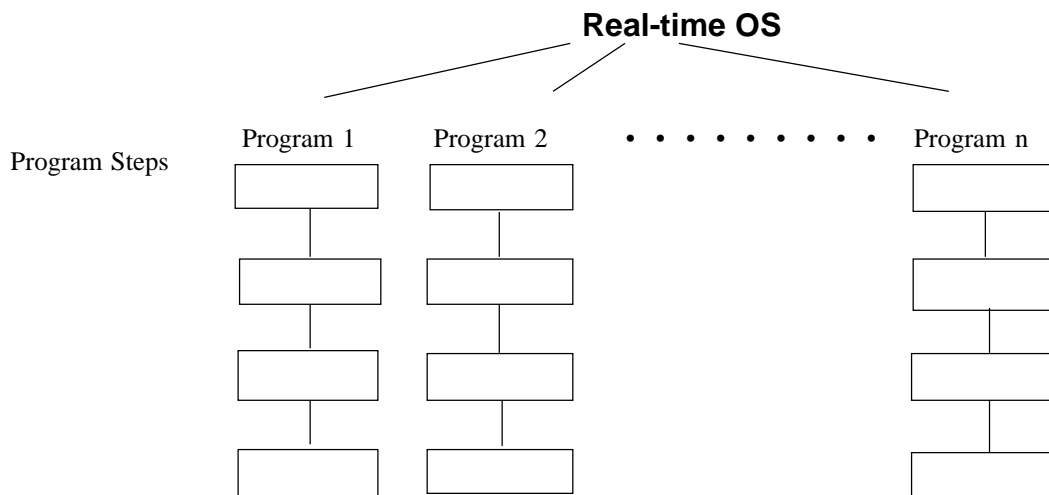 Real-time OS
Program 1 Program 2 • • • • • • • • • Program n
Program Steps